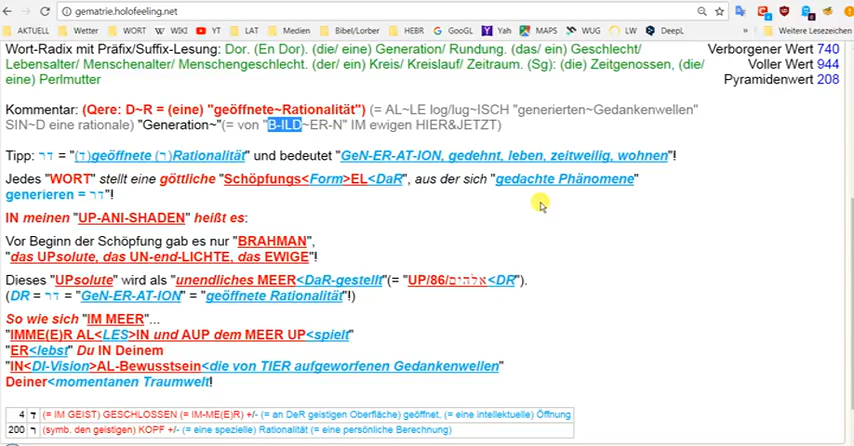 gematrie.holofeeling.net
AKTUELL Wetter WORT WIKI YT LAT Medien Bibel/Lorber HEBR GooGL Yah MAPS WUG LW DeepL Weitere Lesezeichen
Wort-Radix mit Präfix/Suffix-Lesung: Dor. (En Dor). (die/ eine) Generation/ Rundung. (das/ ein) Geschlecht/ Verborgener Wert 740
Lebensalter/ Menschenalter/ Menschengeschlecht. (der/ ein) Kreis/ Kreislauf/ Zeitraum. (Sg): (die) Zeitgenossen, (die/ Voller Wert 944
eine) Perlmutter Pyramidenwert 208
Kommentar: (Qere: D~R = (eine) "geöffnete~Rationalität") (= AL~LE log/lug~ISCH "generierten~Gedankenwellen"
SIN~D eine rationale) "Generation~"(= von "B-ILD~ER-N" IM ewigen HIER&JETZT)
Tipp: דר = "(ד)geöffnete (ר)Rationalität" und bedeutet "GeN-ER-AT-ION, gedehnt, leben, zeitweilig, wohnen"!
Jedes "WORT" stellt eine göttliche "Schöpfungs<Form>EL<DaR", aus der sich "gedachte Phänomene"
generieren = דר"!
IN meinen "UP-ANI-SHADEN" heißt es:
Vor Beginn der Schöpfung gab es nur "BRAHMAN",
"das UPsolute, das UN-end-LICHTE, das EWIGE"!
Dieses "UPsolute" wird als "unendliches MEER<DaR-gestellt"(= "UP/86/אלהים<DR").
(DR = דר = "GeN-ER-AT-ION" = "geöffnete Rationalität"!)
So wie sich "IM MEER"...
"IMME(E)R AL<LES>IN und AUP dem MEER UP<spielt"
"ER<lebst" Du IN Deinem
"IN<DI-Vision>AL-Bewusstsein<die von TIER aufgeworfenen Gedankenwellen"
Deiner<momentanen Traumwelt!
4 ד (= IM GEIST) GESCHLOSSEN (= IM-ME(E)R) +/- (= an DeR geistigen Oberfläche) geöffnet, (= eine intellektuelle) Öffnung
200 ר (symb. den geistigen) KOPF +/- (= eine spezielle) Rationalität (= eine persönliche Berechnung)